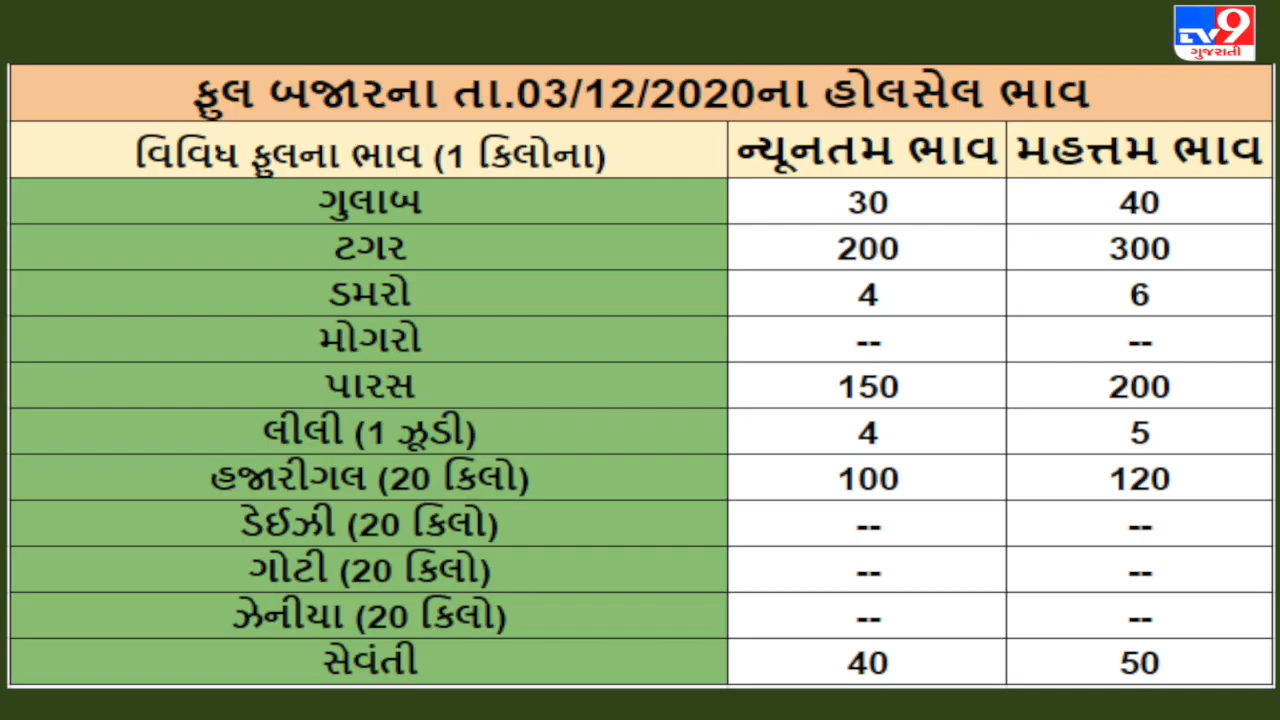 TV9
ગુજરાતી
ફુલ બજારના તા.03/12/2020ના હોલસેલ ભાવ
વિવિધ ફુલના ભાવ (1 કિલોના) ન્યૂનતમ ભાવ મહત્તમ ભાવ
ગુલાબ 30 40
ટગર 200 300
ડમરો 4 6
મોગરો -- --
પારસ 150 200
લીલી (1 ઝૂડી) 4 5
હજારીગલ (20 કિલો) 100 120
ડેઈઝી (20 કિલો) -- --
ગોટી (20 કિલો) -- --
ઝેનીયા (20 કિલો) -- --
સેવંતી 40 50